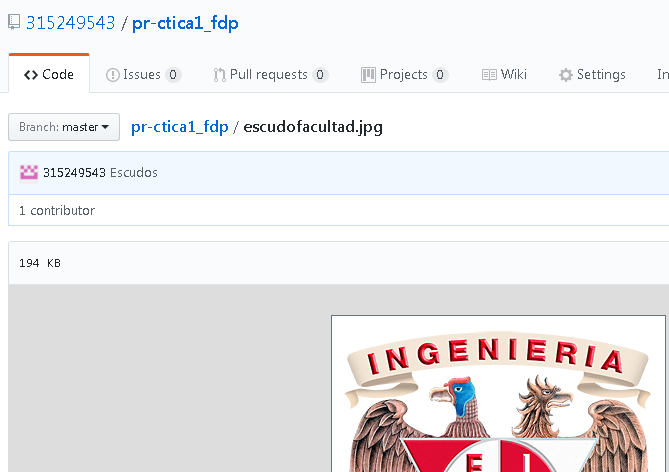 315249543 / pr-ctica1_fdp
Code Issues 0 Pull requests 0 Projects 0 Wiki Settings In
Branch: master pr-ctica1_fdp / escudofacultad.jpg
315249543 Escudos
1 contributor
194 KB
INGENIERIA
F I